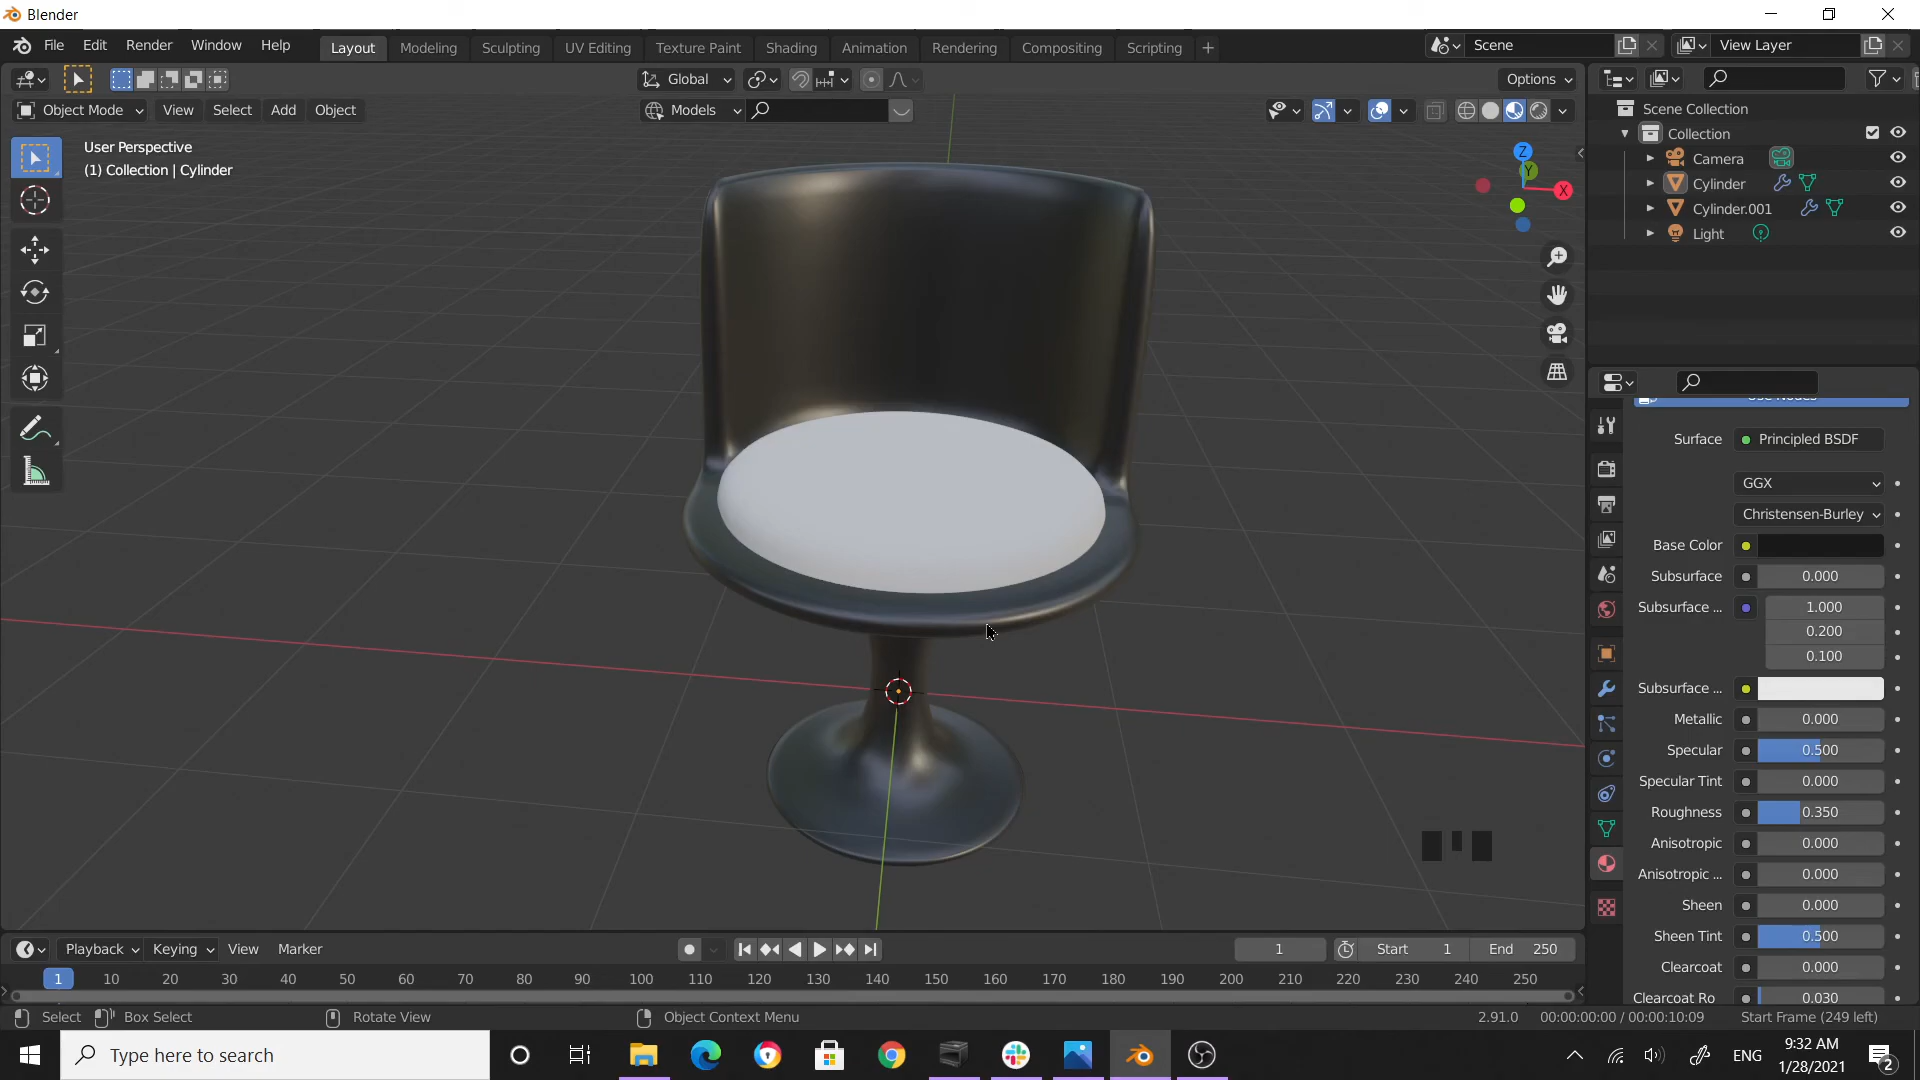 Blender
File Edit Render Window Help Layout Modeling Sculpting UV Editing Texture Paint Shading Animation Rendering Compositing Scripting + Scene View Layer
Global Options
Object Mode View Select Add Object Models
Scene Collection
Collection
Camera
Cylinder
Cylinder.001
Light
User Perspective
(1) Collection | Cylinder
Z
Y
X
Surface Principled BSDF
GGX
Christensen-Burley
Base Color
Subsurface 0.000
Subsurface ... 1.000
0.200
0.100
Subsurface ...
Metallic 0.000
Specular 0.500
Specular Tint 0.000
Roughness 0.350
Anisotropic 0.000
Anisotropic ... 0.000
Sheen 0.000
Sheen Tint 0.500
Clearcoat 0.000
Clearcoat Ro 0.030
Playback Keying View Marker 1 Start 1 End 250
1 10 20 30 40 50 60 70 80 90 100 110 120 130 140 150 160 170 180 190 200 210 220 230 240 250
Select Box Select Rotate View Object Context Menu 2.91.0 00:00:00:00 / 00:00:10:09 Start Frame (249 left)
Type here to search ENG 9:32 AM
1/28/2021 2